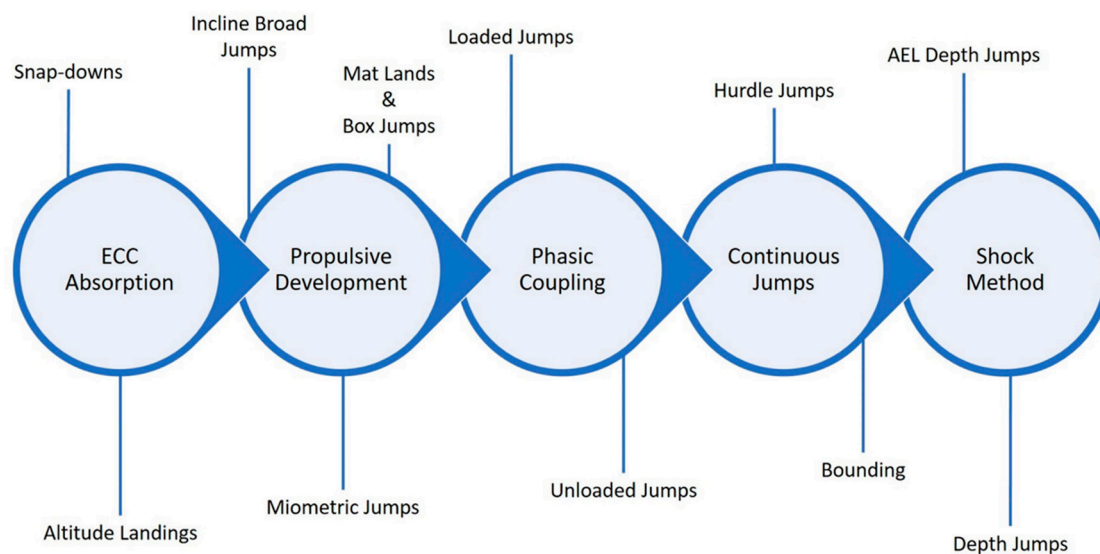 Incline Broad
Jumps
Loaded Jumps
AEL Depth Jumps
Snap-downs
Mat Lands
&
Box Jumps
Hurdle Jumps
ECC
Absorption
Propulsive
Development
Phasic
Coupling
Continuous
Jumps
Shock
Method
Altitude Landings
Miometric Jumps
Unloaded Jumps
Bounding
Depth Jumps